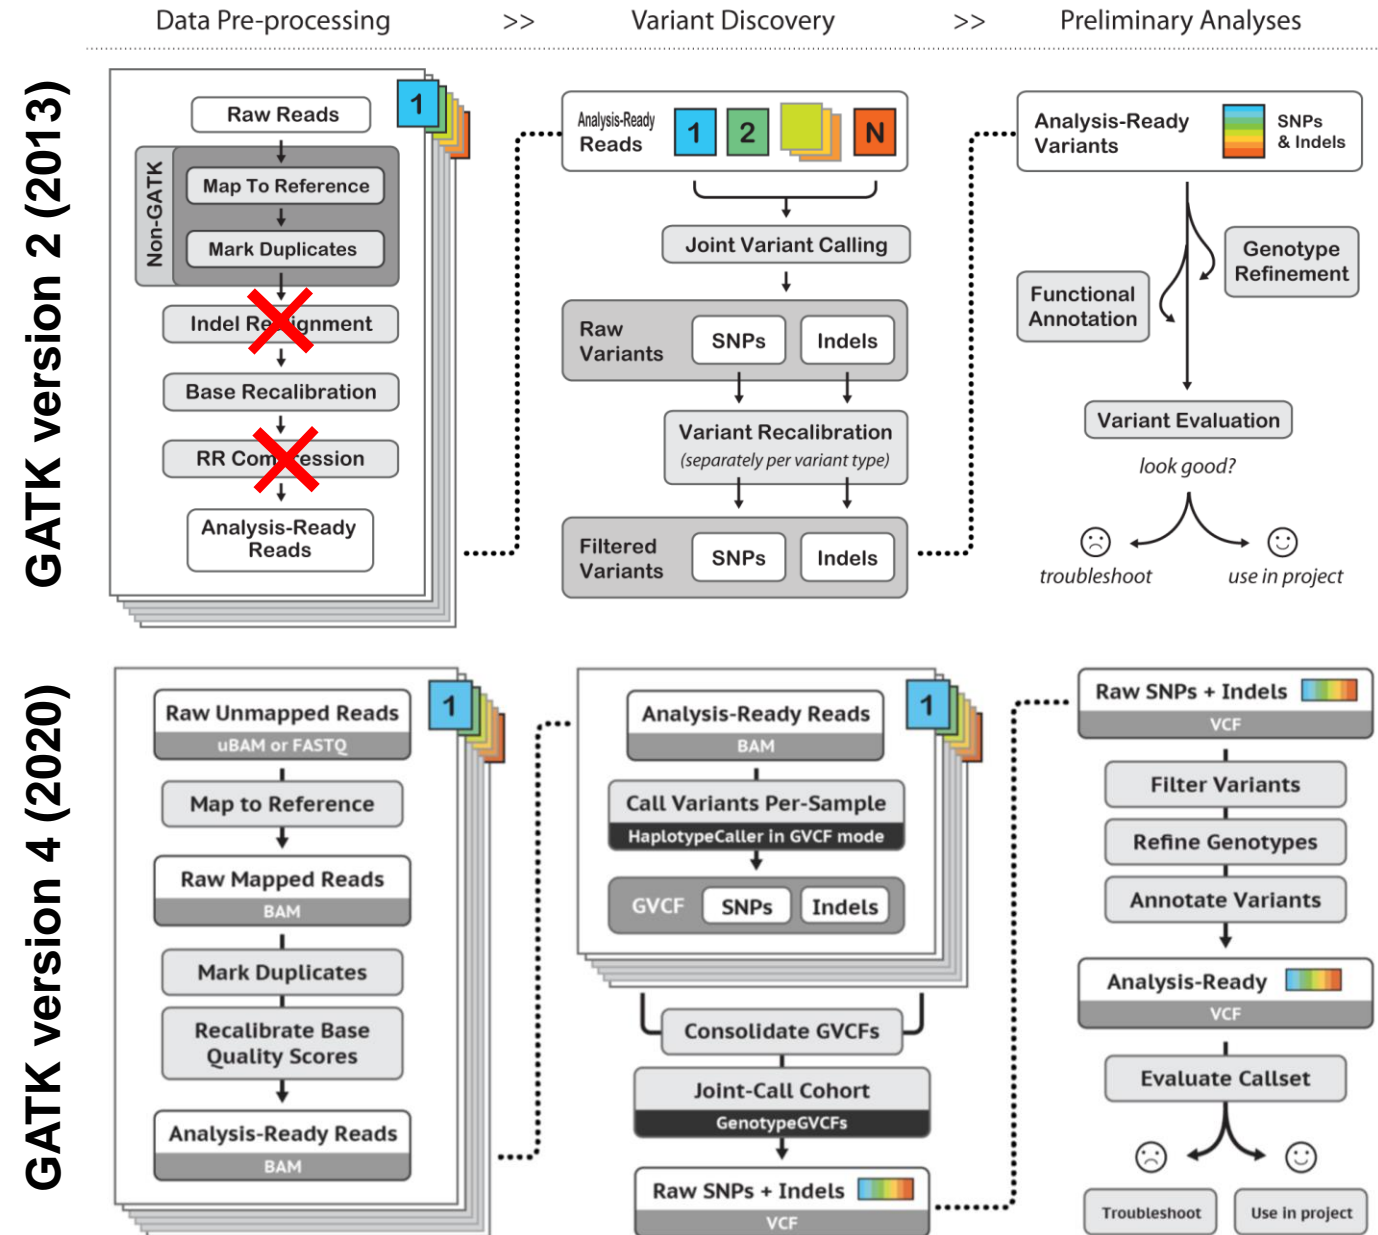 Data Pre-processing >> Variant Discovery >> Preliminary Analyses
GATK version 2 (2013)
1
Raw Reads
Non-GATK
Map To Reference
Mark Duplicates
Indel Re ignment
Base Recalibration
RR Com ession
Analysis-Ready
Reads
Analysis-Ready
Reads
1 2 N
Joint Variant Calling
Raw
Variants
SNPs Indels
Variant Recalibration
(separately per variant type)
Filtered
Variants
SNPs Indels
Analysis-Ready
Variants
SNPs
& Indels
Genotype
Refinement
Functional
Annotation
Variant Evaluation
look good?
troubleshoot use in project
GATK version 4 (2020)
1
Raw Unmapped Reads
uBAM or FASTQ
Map to Reference
Raw Mapped Reads
BAM
Mark Duplicates
Recalibrate Base
Quality Scores
Analysis-Ready Reads
BAM
1
Analysis-Ready Reads
BAM
Call Variants Per-Sample
HaplotypeCaller in GVCF mode
GVCF SNPs Indels
Consolidate GVCFs
Joint-Call Cohort
GenotypeGVCFs
Raw SNPs + Indels
VCF
Raw SNPs + Indels
VCF
Filter Variants
Refine Genotypes
Annotate Variants
Analysis-Ready
VCF
Evaluate Callset
Troubleshoot Use in project